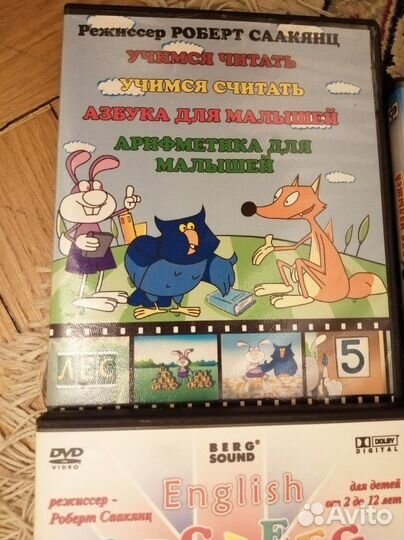 Режиссер РОБЕРТ СААКЯНЦ
УЧИМСЯ ЧИТАТЬ
УЧИМСЯ СЧИТАТЬ
АЗБУКА ДЛЯ МАЛЫШЕЙ
АРИФМЕТИКА ДЛЯ
МАЛЫШЕЙ
ЛЕС
5
DVD
VIDEO
BERG®
SOUND
DOLBY
DIGITAL
English
режиссер -
Роберт Саакянц
для детей
от 2 до 12 лет
Avito